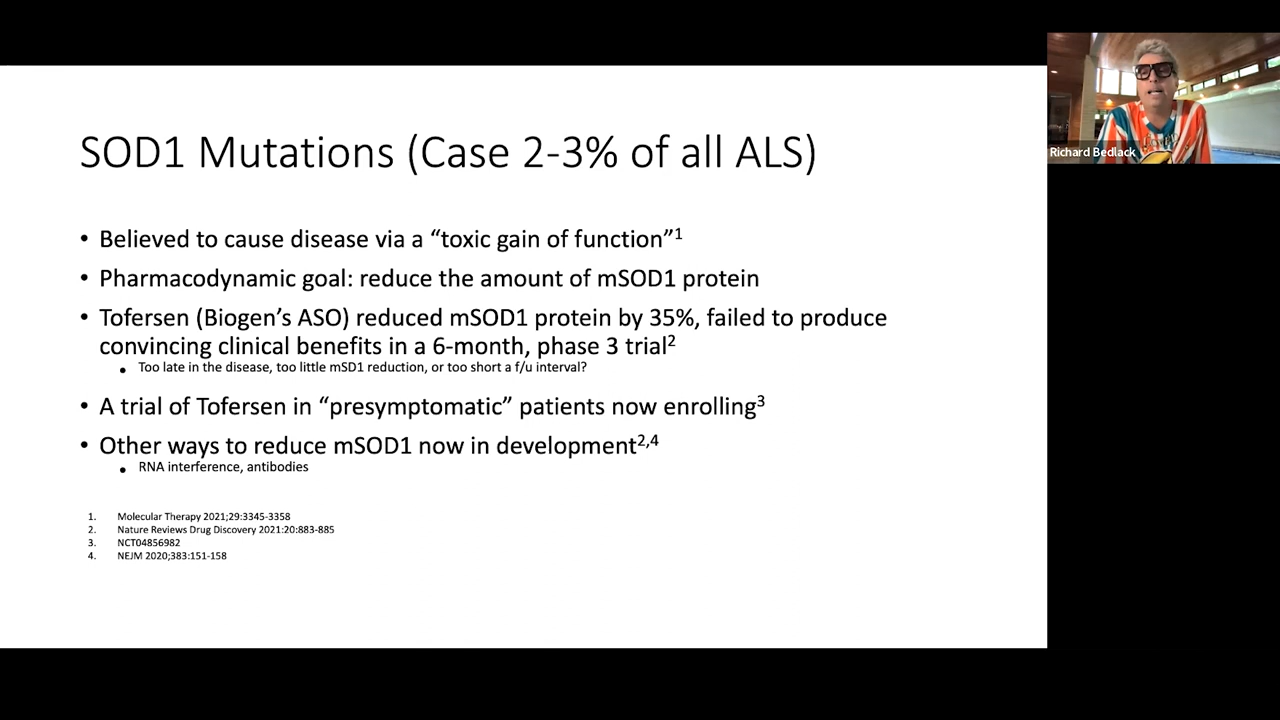 SOD1 Mutations (Case 2-3% of all ALS)
• Believed to cause disease via a “toxic gain of function”1
• Pharmacodynamic goal: reduce the amount of mSOD1 protein
• Tofersen (Biogen’s ASO) reduced mSOD1 protein by 35%, failed to produce
convincing clinical benefits in a 6-month, phase 3 trial2
• Too late in the disease, too little mSD1 reduction, or too short a f/u interval?
• A trial of Tofersen in “presymptomatic” patients now enrolling3
• Other ways to reduce mSOD1 now in development2,4
• RNA interference, antibodies
1. Molecular Therapy 2021;29:3345-3358
2. Nature Reviews Drug Discovery 2021:20:883-885
3. NCT04856982
4. NEJM 2020;383:151-158
Richard Bedlack